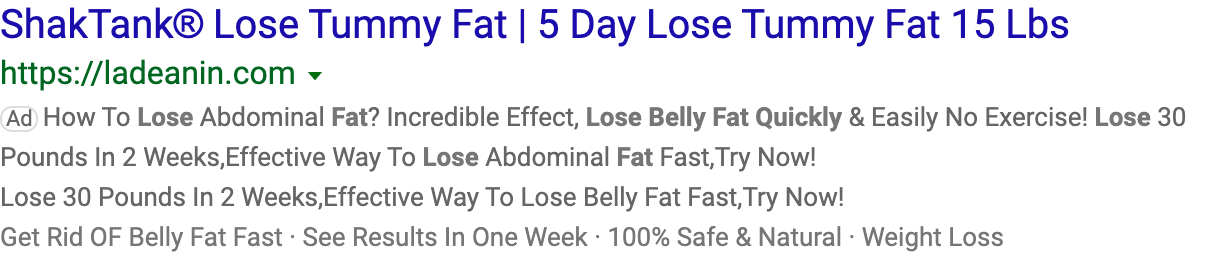 ShakTank® Lose Tummy Fat | 5 Day Lose Tummy Fat 15 Lbs
https://ladeanin.com
Ad How To Lose Abdominal Fat? Incredible Effect, Lose Belly Fat Quickly & Easily No Exercise! Lose 30
Pounds In 2 Weeks,Effective Way To Lose Abdominal Fat Fast,Try Now!
Lose 30 Pounds In 2 Weeks,Effective Way To Lose Belly Fat Fast,Try Now!
Get Rid OF Belly Fat Fast · See Results In One Week · 100% Safe & Natural · Weight Loss